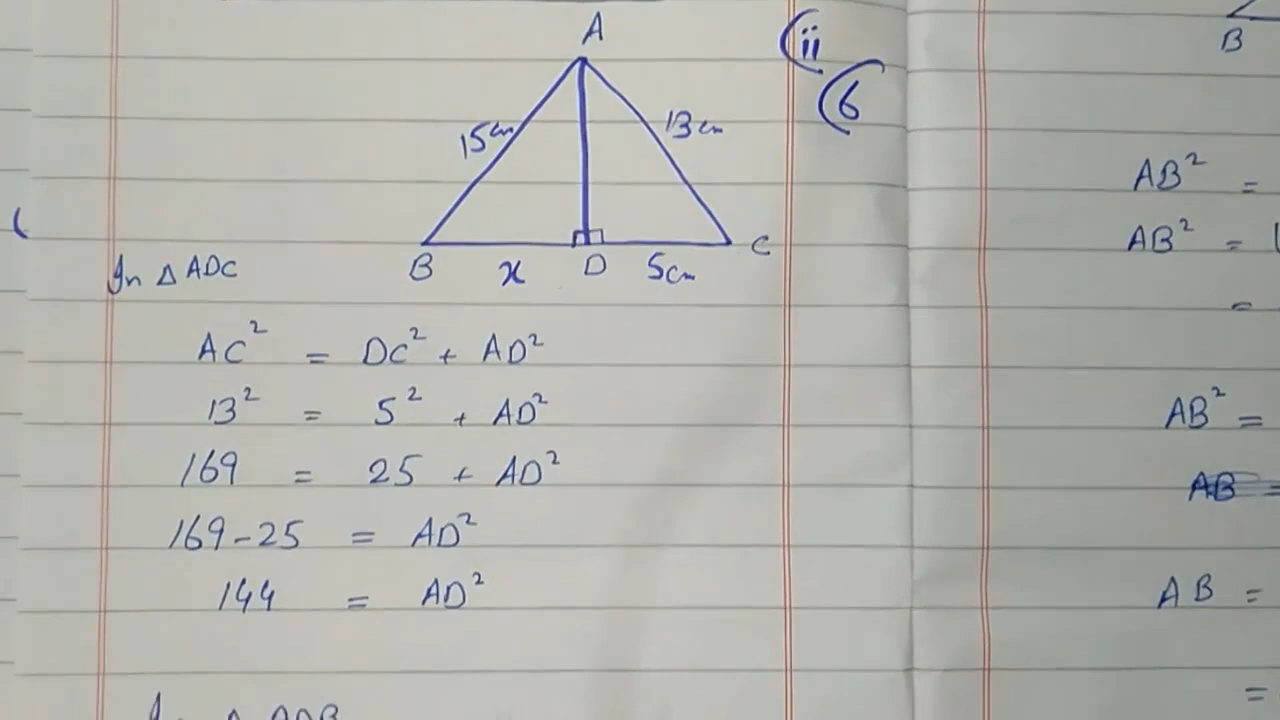 A
15cm
13cm
B
x
D
5cm
C
In Δ ADC
AC² = DC² + AD²
13² = 5² + AD²
169 = 25 + AD²
169-25 = AD²
144 = AD²
(ii
(6
B
AB² =
AB² =
=
AB² =
AB =
AB =
=